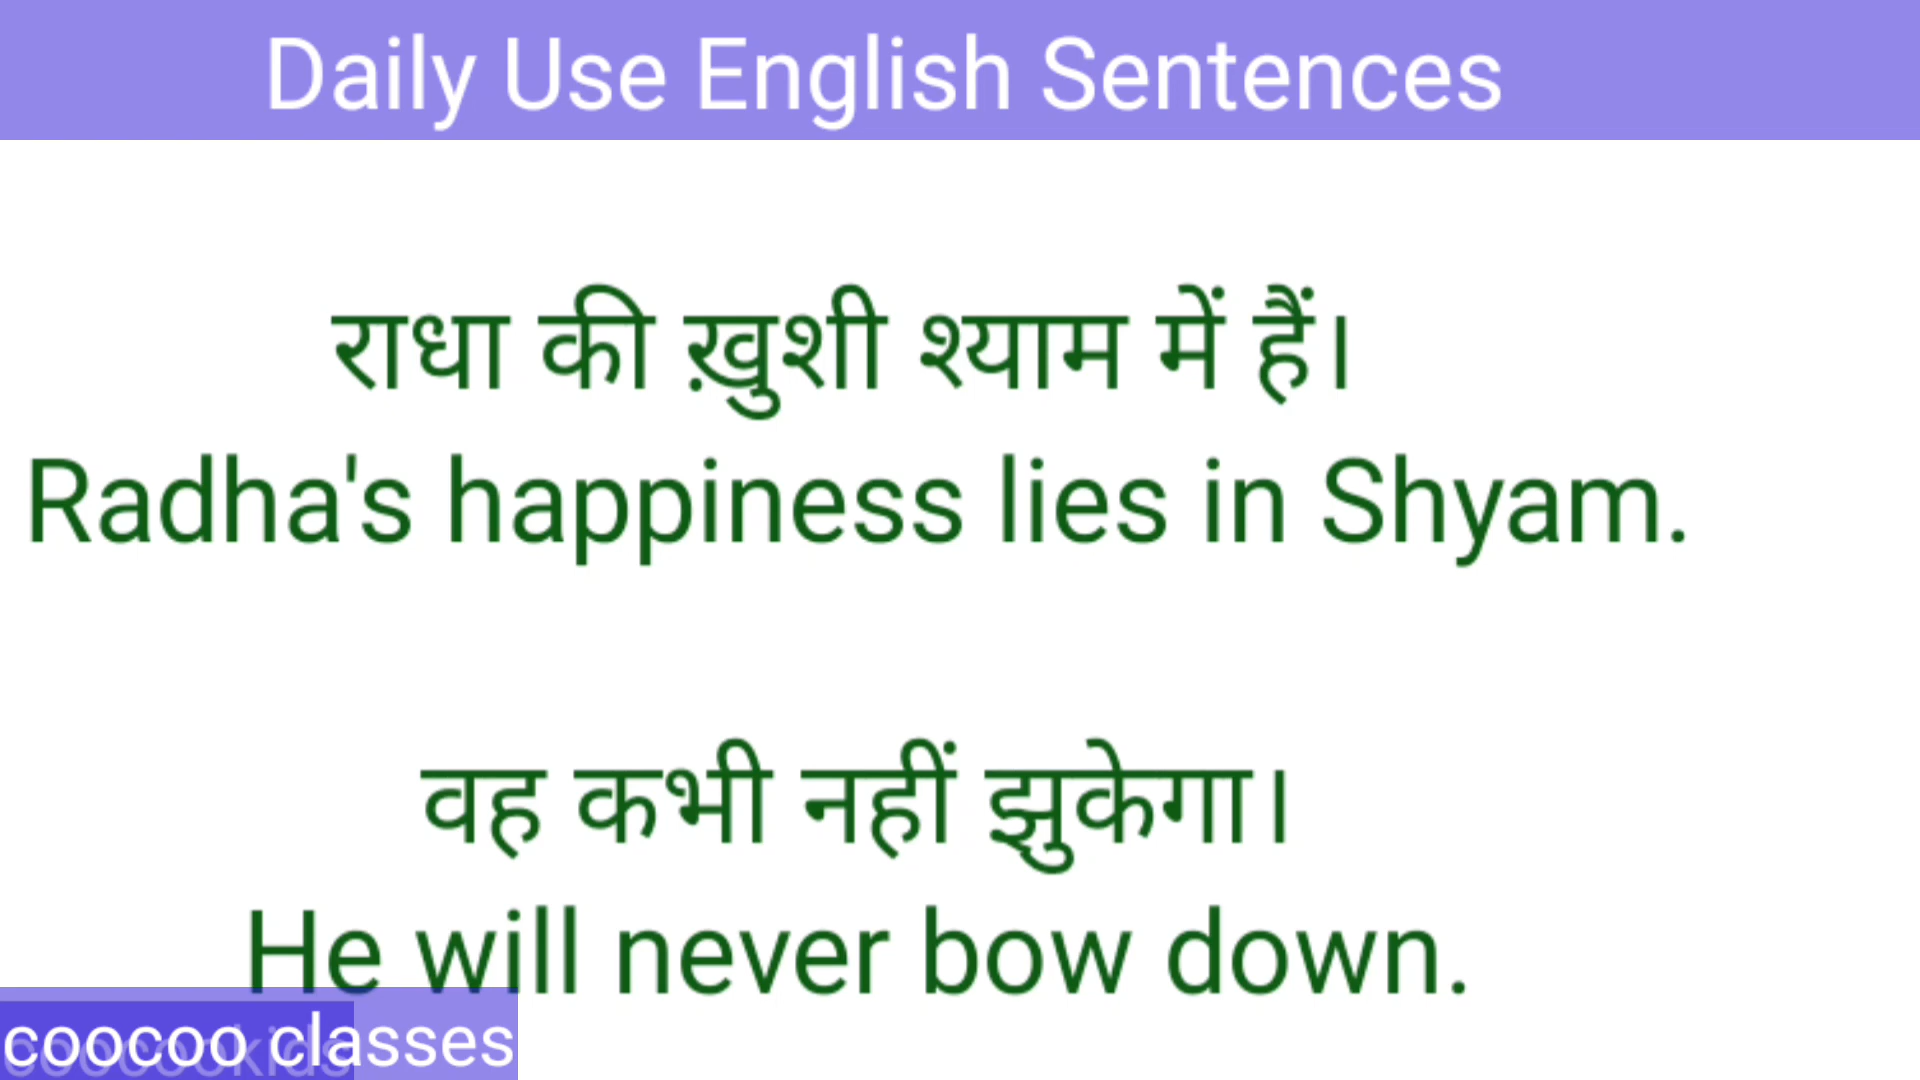 Daily Use English Sentences
राधा की ख़ुशी श्याम में हैं।
Radha's happiness lies in Shyam.
वह कभी नहीं झुकेगा।
He will never bow down.
coocoo classes
coocookids